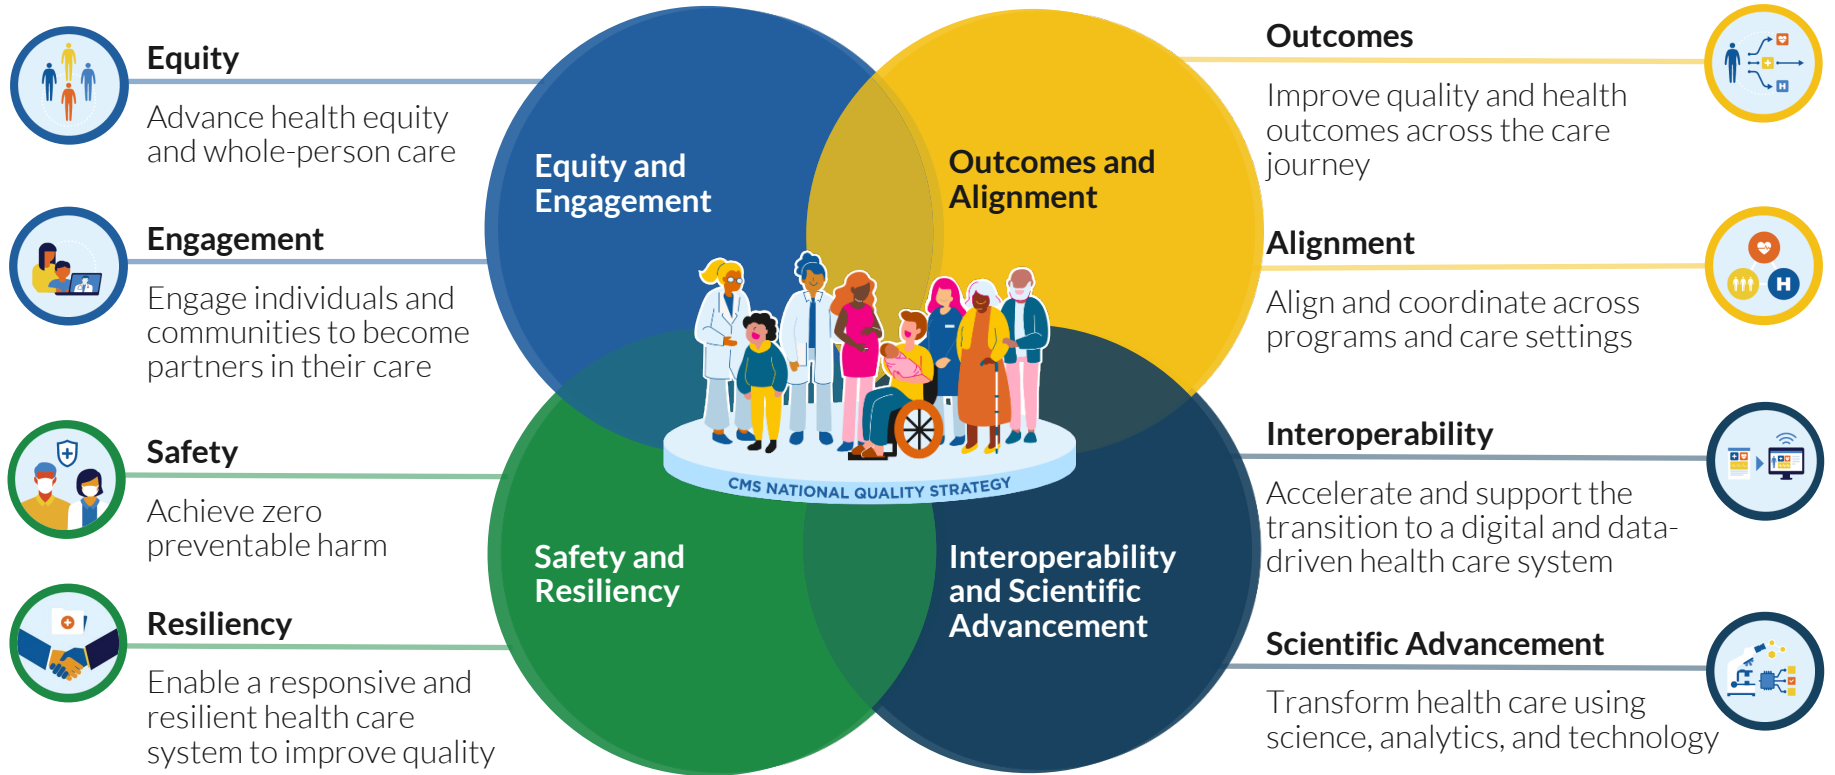 Equity
Advance health equity
and whole-person care
Engagement
Engage individuals and
communities to become
partners in their care
Safety
Achieve zero
preventable harm
Resiliency
Enable a responsive and
resilient health care
system to improve quality
Equity and
Engagement
Outcomes and
Alignment
CMS NATIONAL QUALITY STRATEGY
Safety and
Resiliency
Interoperability
and Scientific
Advancement
Outcomes
Improve quality and health
outcomes across the care
journey
Alignment
H
Align and coordinate across
programs and care settings
Interoperability
Accelerate and support the
transition to a digital and data-
driven health care system
Scientific Advancement
Transform health care using
science, analytics, and technology
H